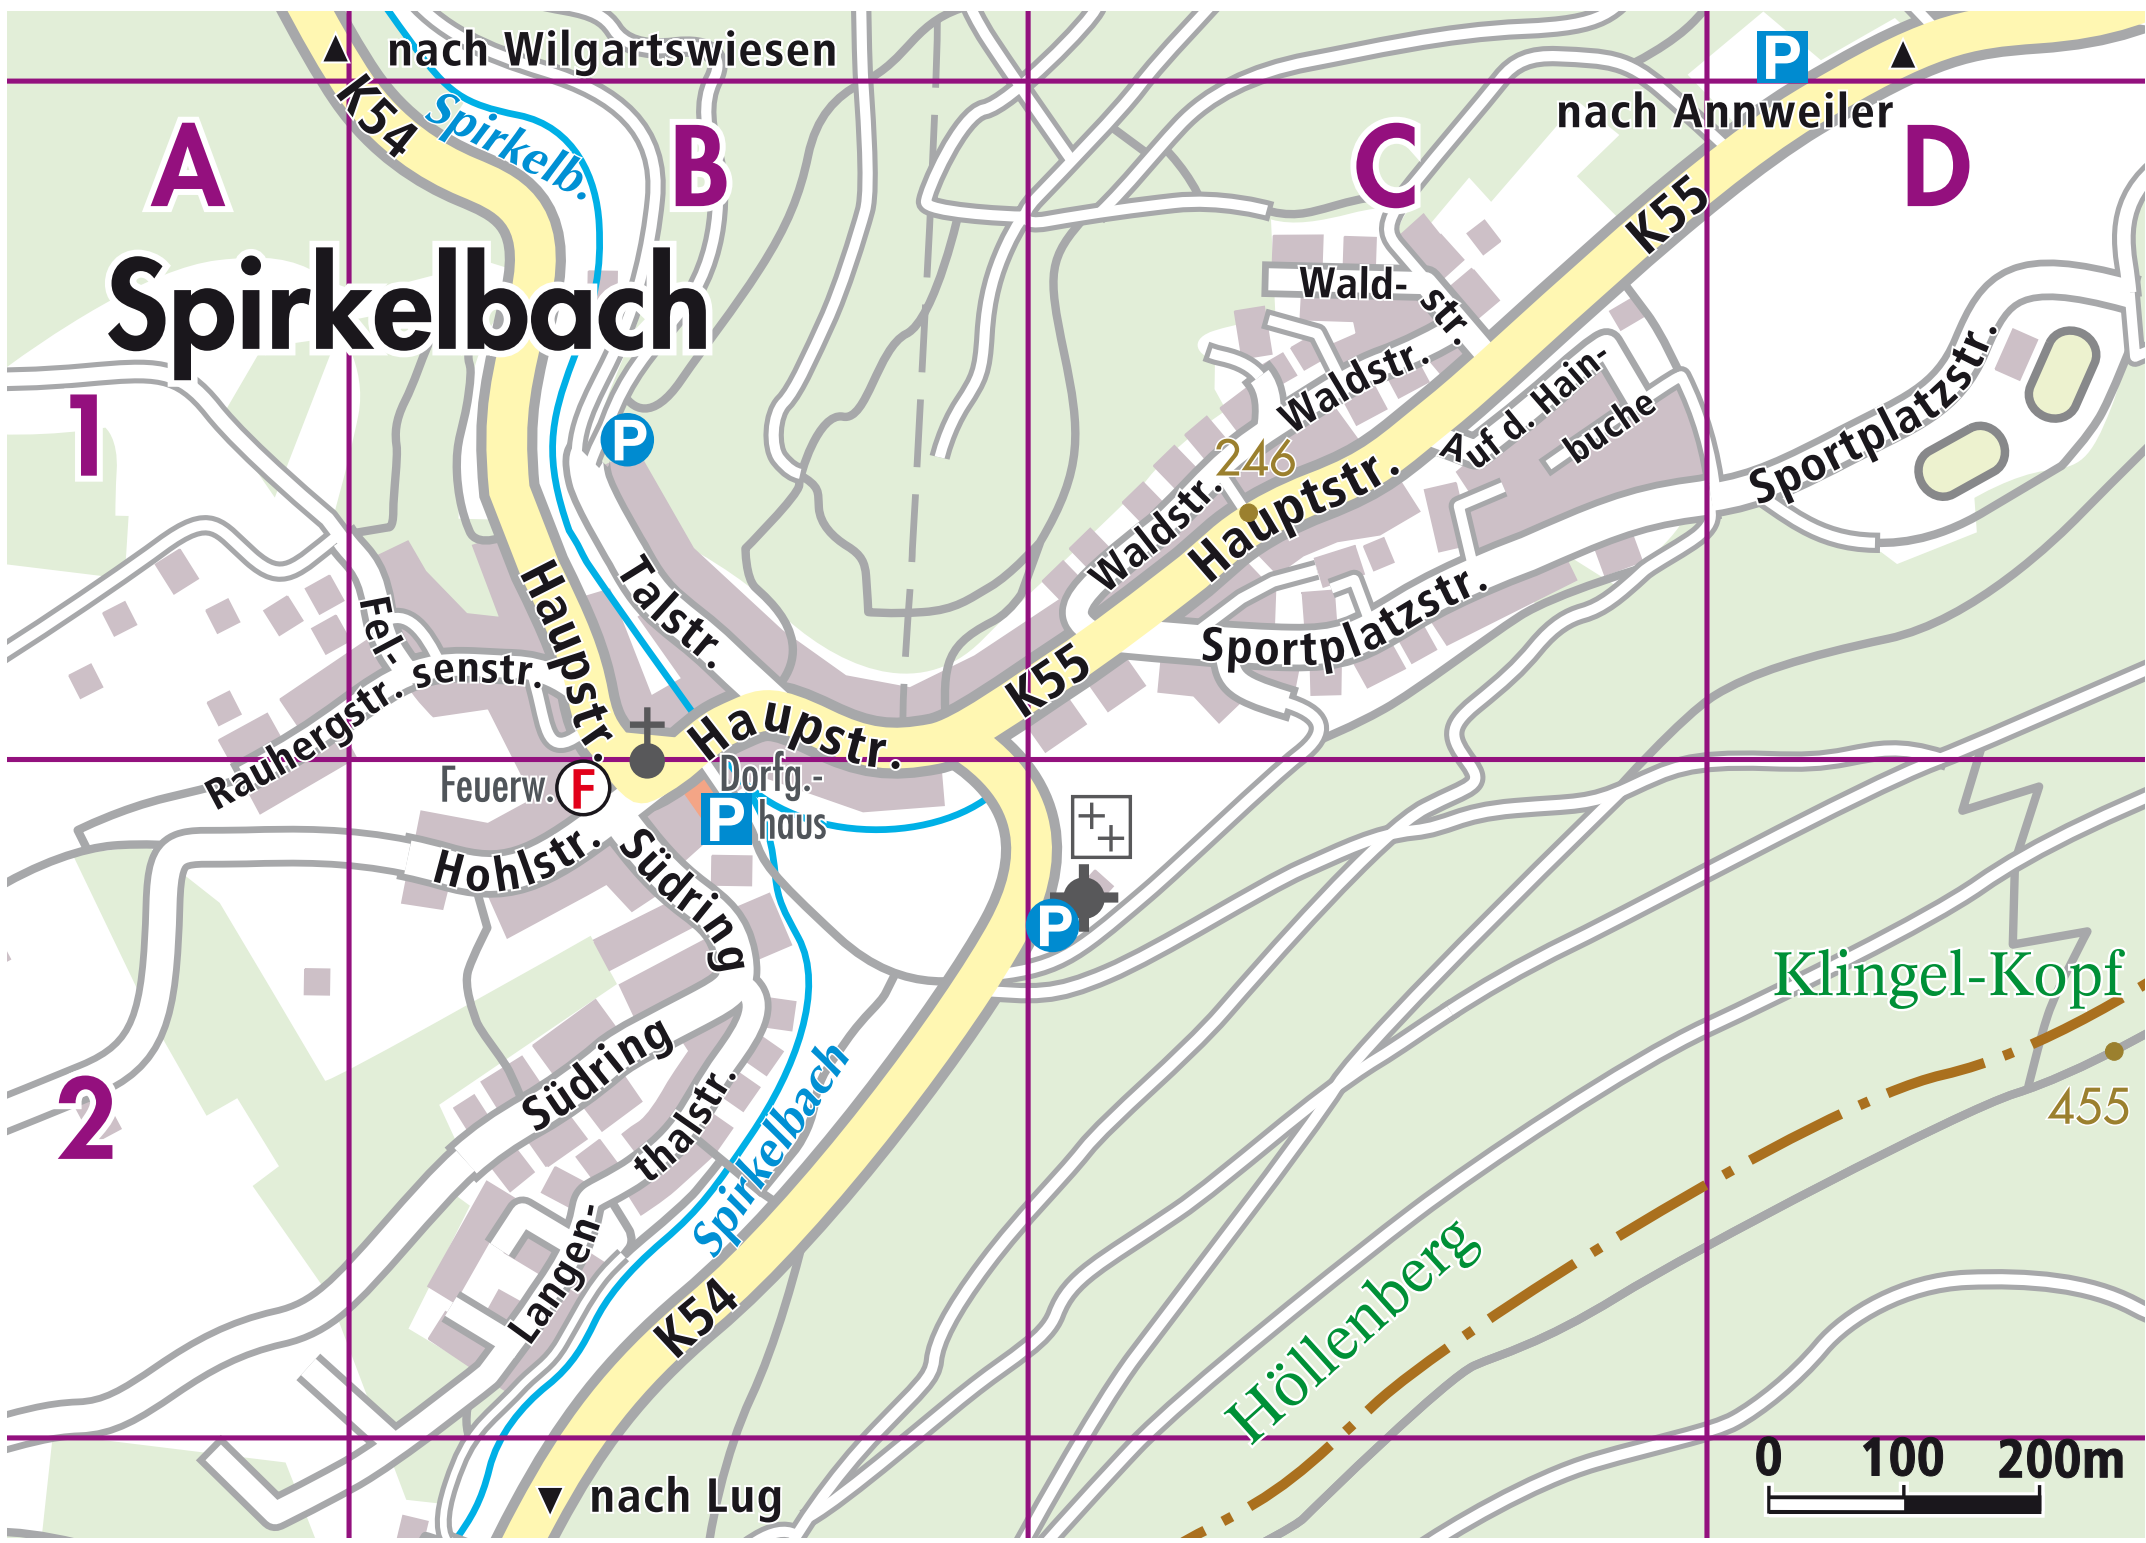 nach Wilgartswiesen
P
nach Annweiler
K54
Spirkelb.
A
B
C
D
K55
Spirkelbach
Wald-
str.
Waldstr.
1
P
246
Auf d. Hain-
buche
Sportplatzstr.
Waldstr.
Hauptstr.
Haupstr.
Talstr.
Fel-
senstr.
Sportplatzstr.
K55
Rauhergstr.
Haupstr.
Feuerw.
F
Dorfg.-
haus
P
Hohlstr.
Südring
P
Klingel-Kopf
455
2
Südring
thalstr.
Spirkelbach
Langen-
K54
Höllenberg
nach Lug
0 100 200m